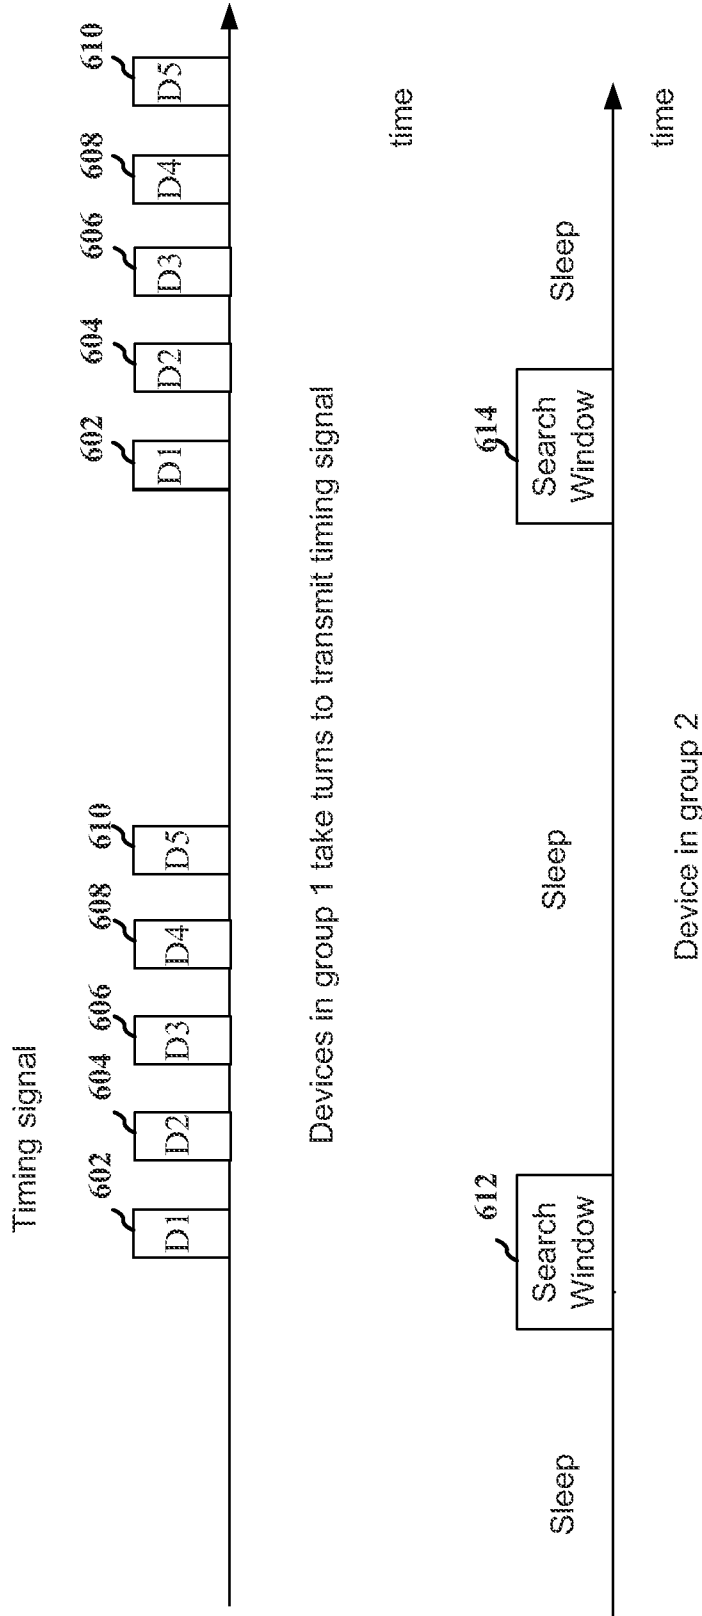 Timing signal
602 604 606 608 610 602 604 606 608 610
D1 D2 D3 D4 D5 D1 D2 D3 D4 D5
Devices in group 1 take turns to transmit timing signal
time
612 614
Sleep Search Window Sleep Search Window Sleep
time
Device in group 2